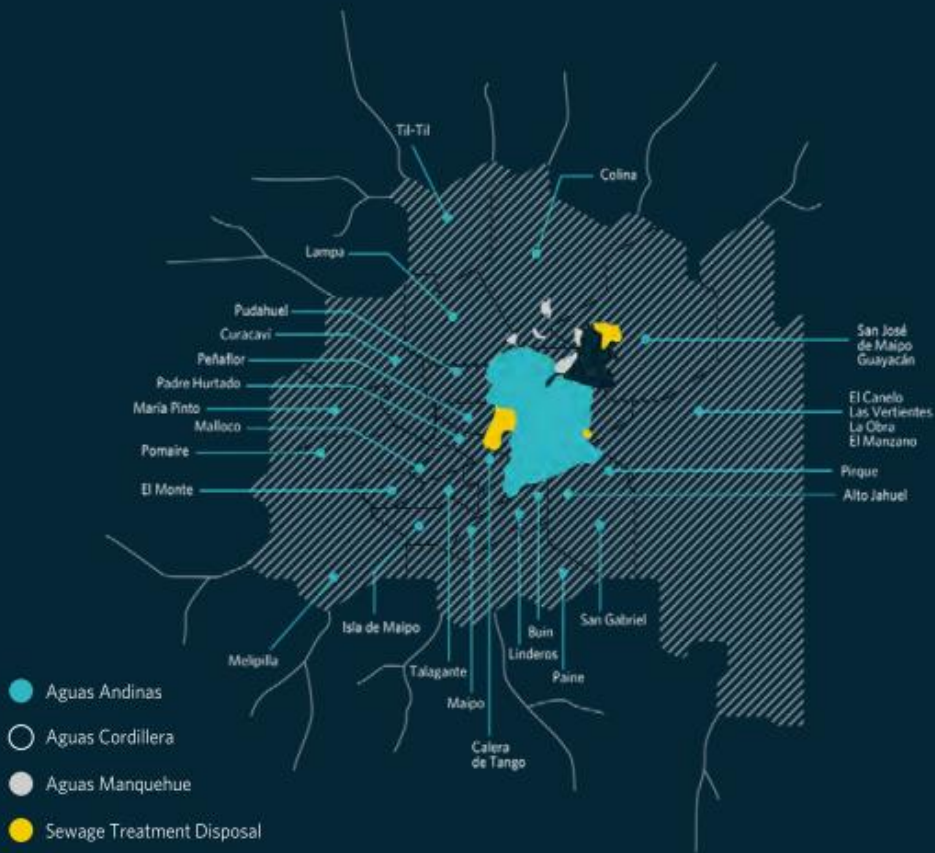 Til-Til
Colina
Lampa
Pudahuel
Curacaví
Peñaflor
Padre Hurtado
María Pinto
Malloco
Pomaire
El Monte
San José
de Maipo
Guayacán
El Canelo
Las Vertientes
La Obra
El Manzano
Pirque
Alto Jahuel
Melipilla
Isla de Maipo
Talagante
Maipo
Calera
de Tango
Linderos
Buin
Paine
San Gabriel
Aguas Andinas
Aguas Cordillera
Aguas Manquehue
Sewage Treatment Disposal